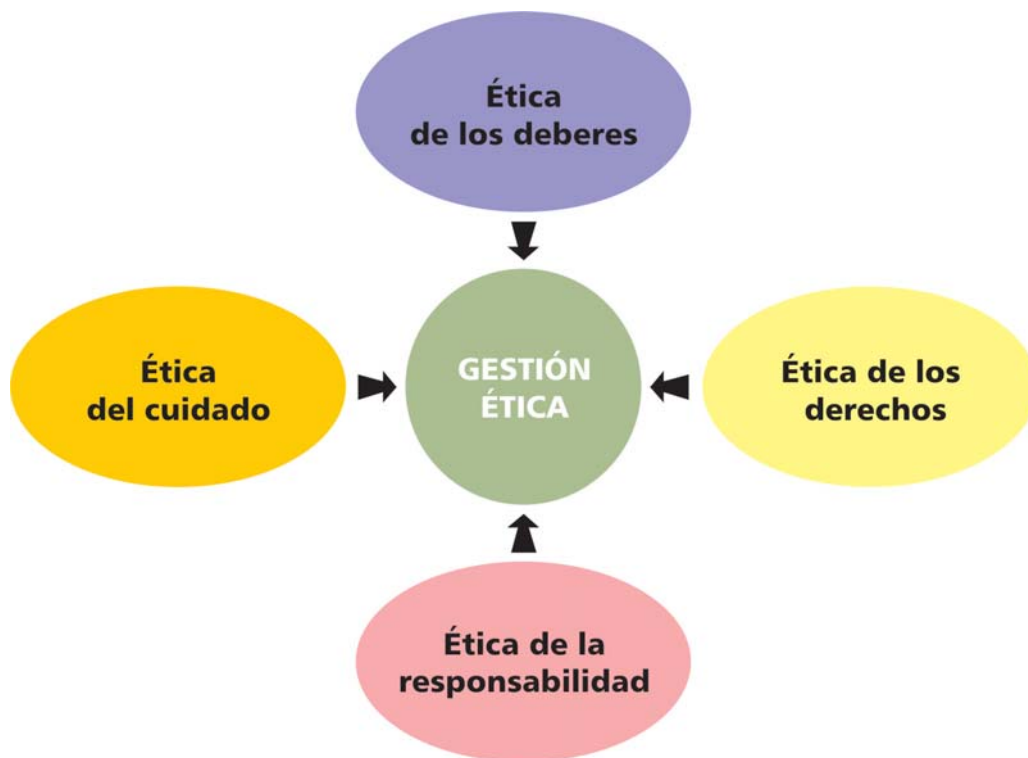 Ética
de los deberes
Ética
del cuidado
GESTIÓN
ÉTICA
Ética de los
derechos
Ética de la
responsabilidad